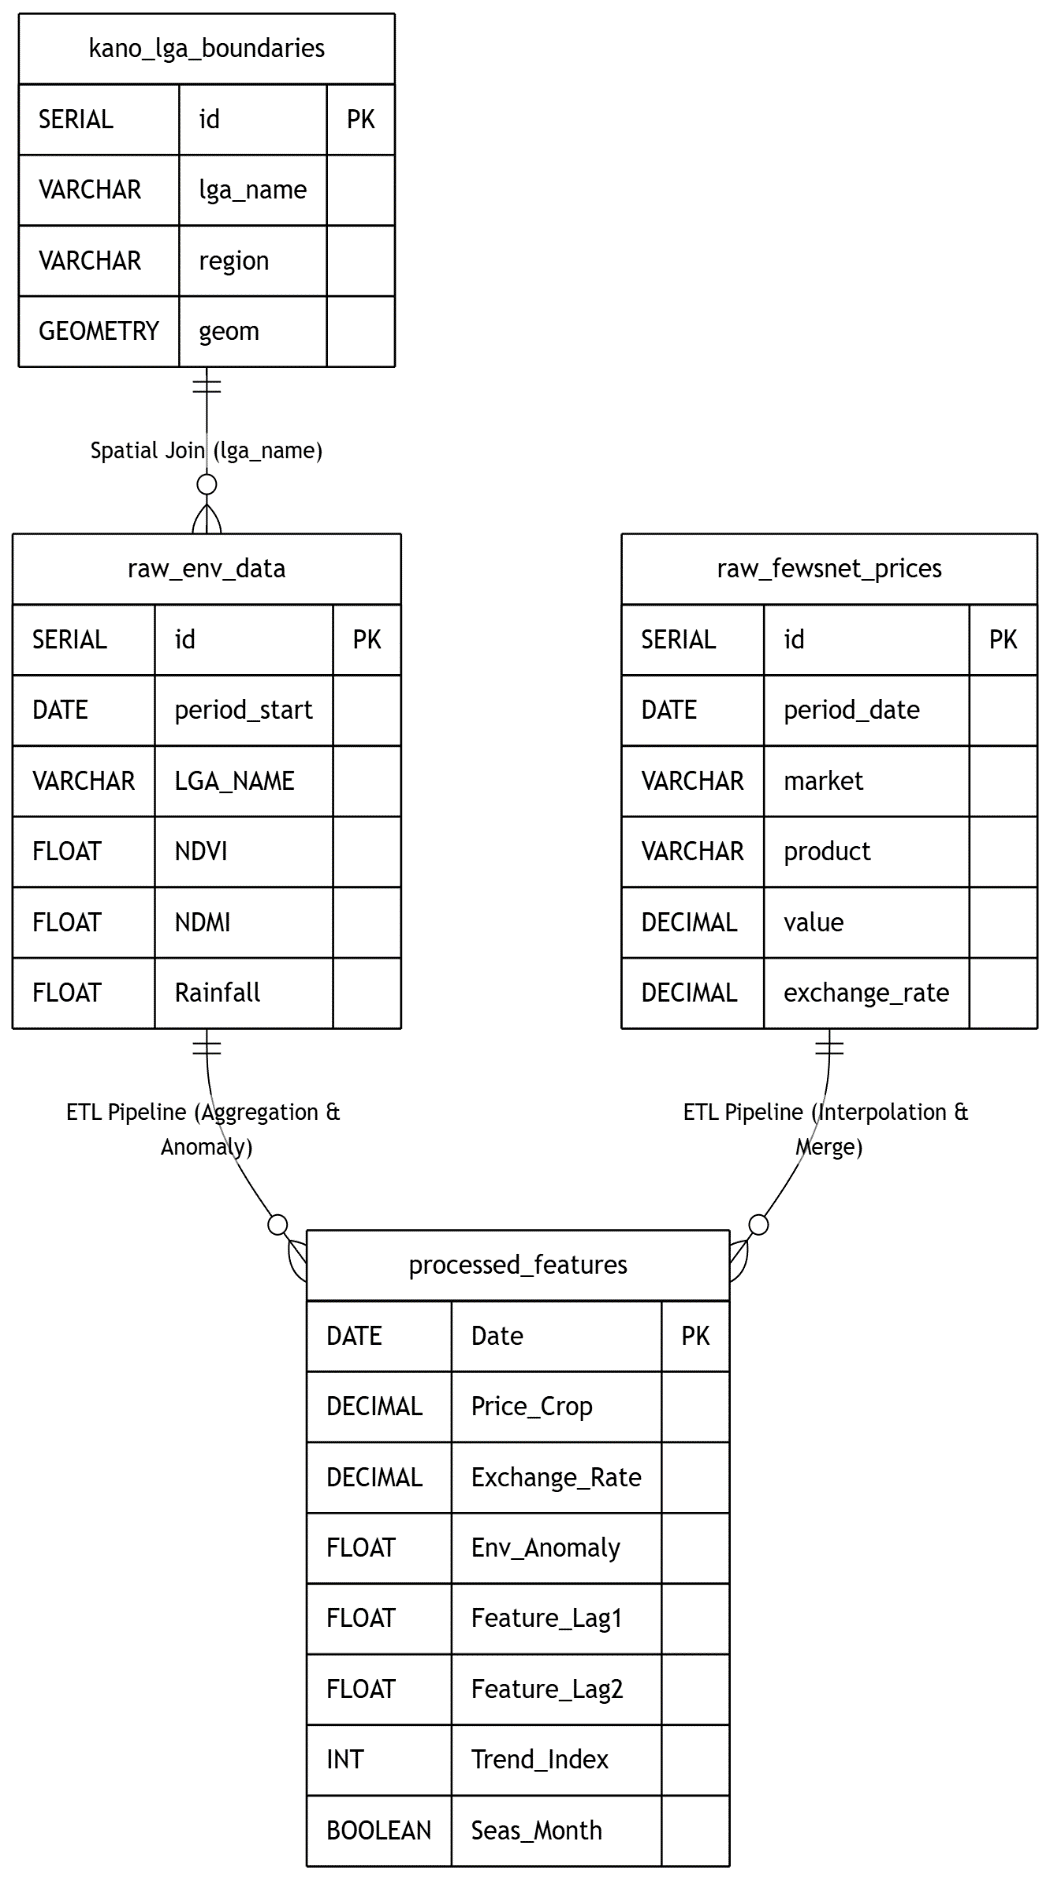 kano_lga_boundaries
SERIAL id PK
VARCHAR lga_name
VARCHAR region
GEOMETRY geom
Spatial Join (lga_name)
raw_env_data
SERIAL id PK
DATE period_start
VARCHAR LGA_NAME
FLOAT NDVI
FLOAT NDMI
FLOAT Rainfall
raw_fewsnet_prices
SERIAL id PK
DATE period_date
VARCHAR market
VARCHAR product
DECIMAL value
DECIMAL exchange_rate
ETL Pipeline (Aggregation &
Anomaly)
ETL Pipeline (Interpolation &
Merge)
processed_features
DATE Date PK
DECIMAL Price_Crop
DECIMAL Exchange_Rate
FLOAT Env_Anomaly
FLOAT Feature_Lag1
FLOAT Feature_Lag2
INT Trend_Index
BOOLEAN Seas_Month